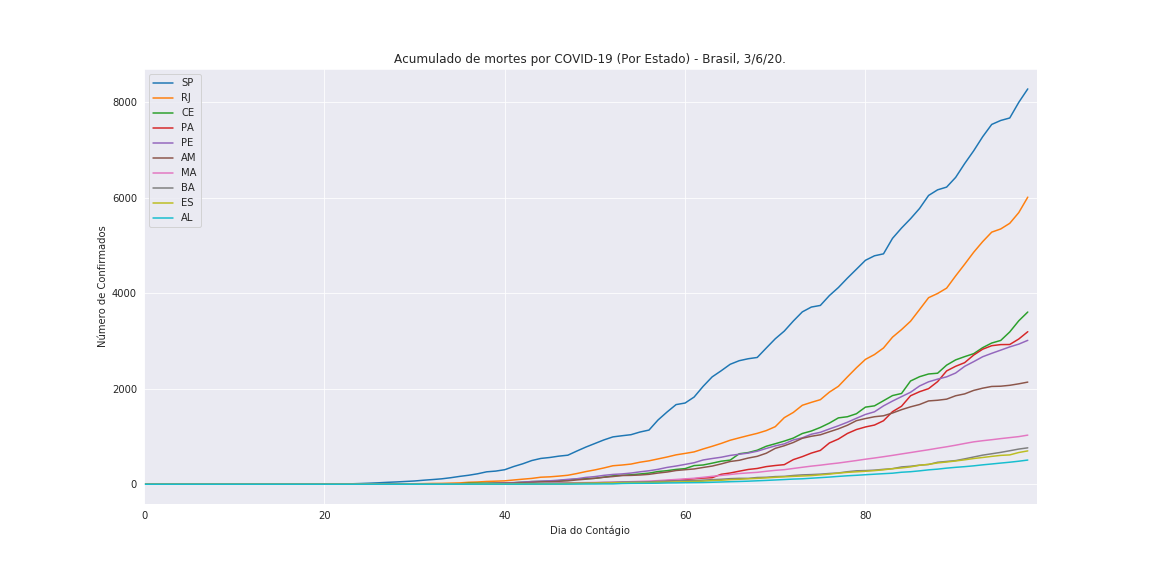 Acumulado de mortes por COVID-19 (Por Estado) - Brasil, 3/6/20.
SP
RJ
CE
PA
PE
AM
MA
BA
ES
AL
Número de Confirmados
8000
6000
4000
2000
0
0 20 40 60 80
Dia do Contágio